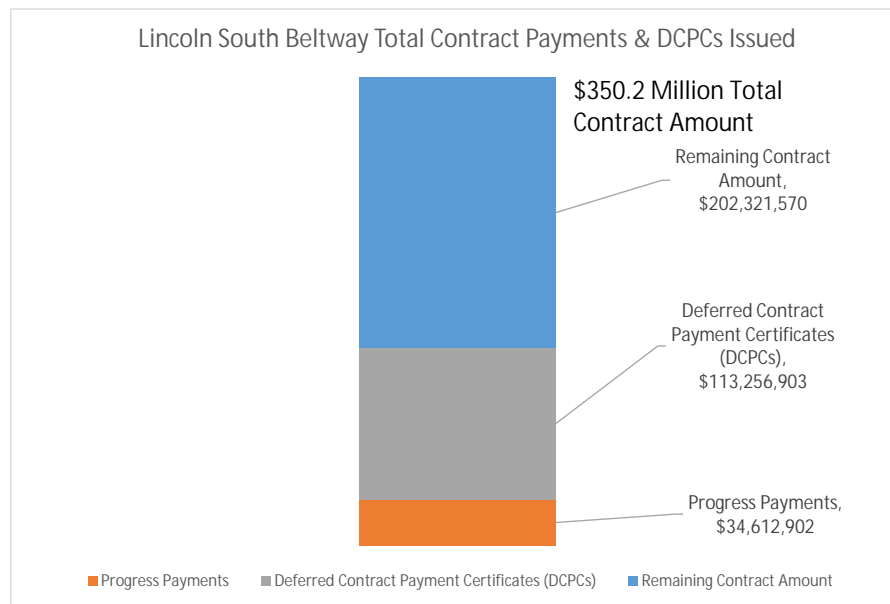 Lincoln South Beltway Total Contract Payments & DCPCs Issued
$350.2 Million Total
Contract Amount
Remaining Contract
Amount,
$202,321,570
Deferred Contract
Payment Certificates
(DCPCs),
$113,256,903
Progress Payments,
$34,612,902
Progress Payments
Deferred Contract Payment Certificates (DCPCs)
Remaining Contract Amount